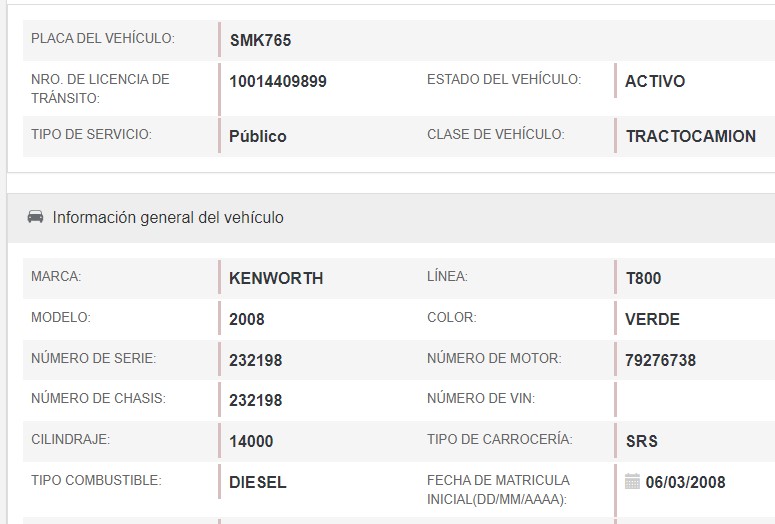 PLACA DEL VEHÍCULO: SMK765
NRO. DE LICENCIA DE TRÁNSITO: 10014409899 ESTADO DEL VEHÍCULO: ACTIVO
TIPO DE SERVICIO: Público CLASE DE VEHÍCULO: TRACTOCAMION
Información general del vehículo
MARCA: KENWORTH LÍNEA: T800
MODELO: 2008 COLOR: VERDE
NÚMERO DE SERIE: 232198 NÚMERO DE MOTOR: 79276738
NÚMERO DE CHASIS: 232198 NÚMERO DE VIN:
CILINDRAJE: 14000 TIPO DE CARROCERÍA: SRS
TIPO COMBUSTIBLE: DIESEL FECHA DE MATRICULA INICIAL(DD/MM/AAAA): 06/03/2008